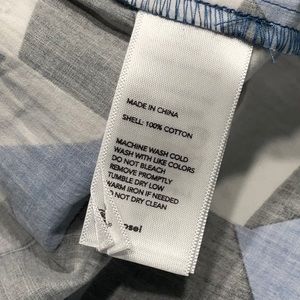 MADE IN CHINA
SHELL: 100% COTTON
MACHINE WASH COLD
WASH WITH LIKE COLORS
DO NOT BLEACH
REMOVE PROMPTLY
TUMBLE DRY LOW
WARM IRON IF NEEDED
DO NOT DRY CLEAN